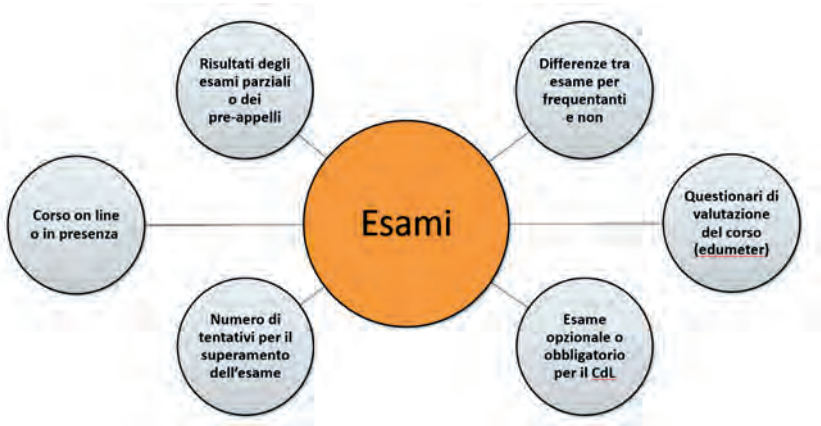 Risultati degli
esami parziali
o dei
pre-appelli
Differenze tra
esame per
frequentanti
e non
Corso on line
o in presenza
Esami
Questionari di
valutazione
del corso
(edumeter)
Numero di
tentativi per il
superamento
dell'esame
Esame
opzionale o
obbligatorio
per il CdL